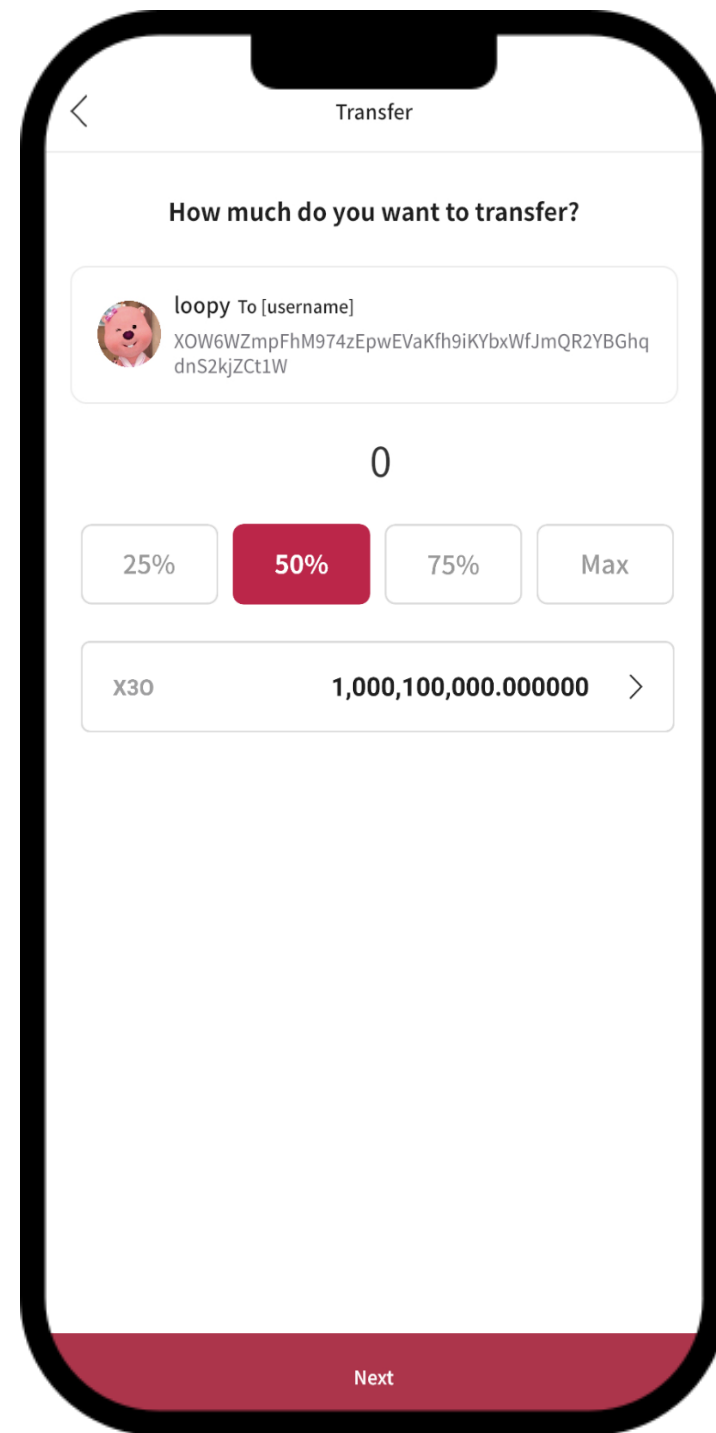 Transfer
How much do you want to transfer?
loopy To [username]
XOW6WZmpFhM974zEpwEVaKfh9iKYbxWfJmQR2YBGhq
dnS2kjZCt1W
0
25% 50% 75% Max
X3O 1,000,100,000.000000
Next